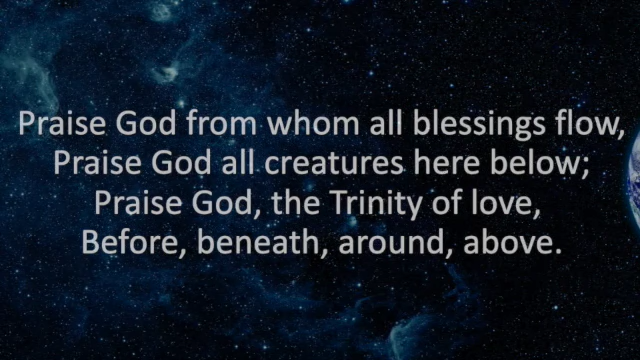 Praise God from whom all blessings flow,
Praise God all creatures here below;
Praise God, the Trinity of love,
Before, beneath, around, above.